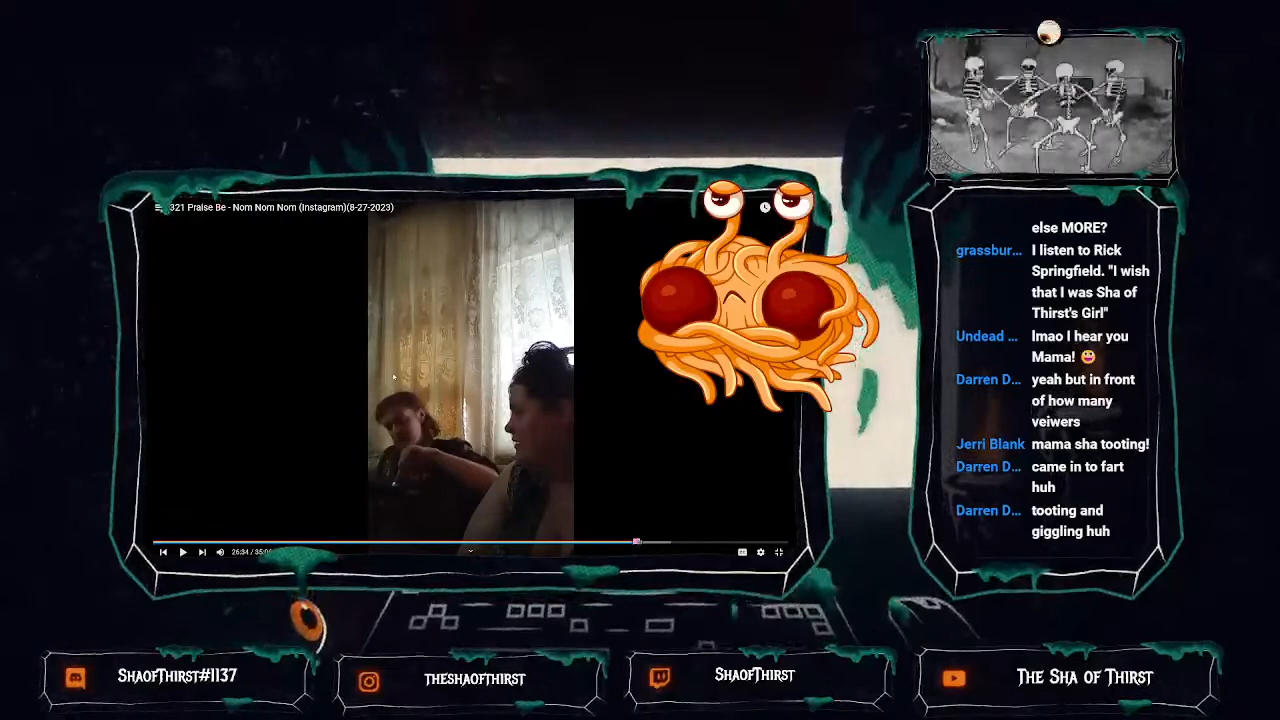 321 Praise Be - Nom Nom Nom (Instagram)(8-27-2023)
else MORE?
grassbur... I listen to Rick
Springfield. "I wish
that I was Sha of
Thirst's Girl"
Undead ... lmao I hear you
Mama! 😀
Darren D... yeah but in front
of how many
veiwers
Jerri Blank mama sha tooting!
Darren D... came in to fart
huh
Darren D... tooting and
giggling huh
26:34
ShaofThirst#1137
theshaofthirst
ShaofThirst
The Sha of Thirst